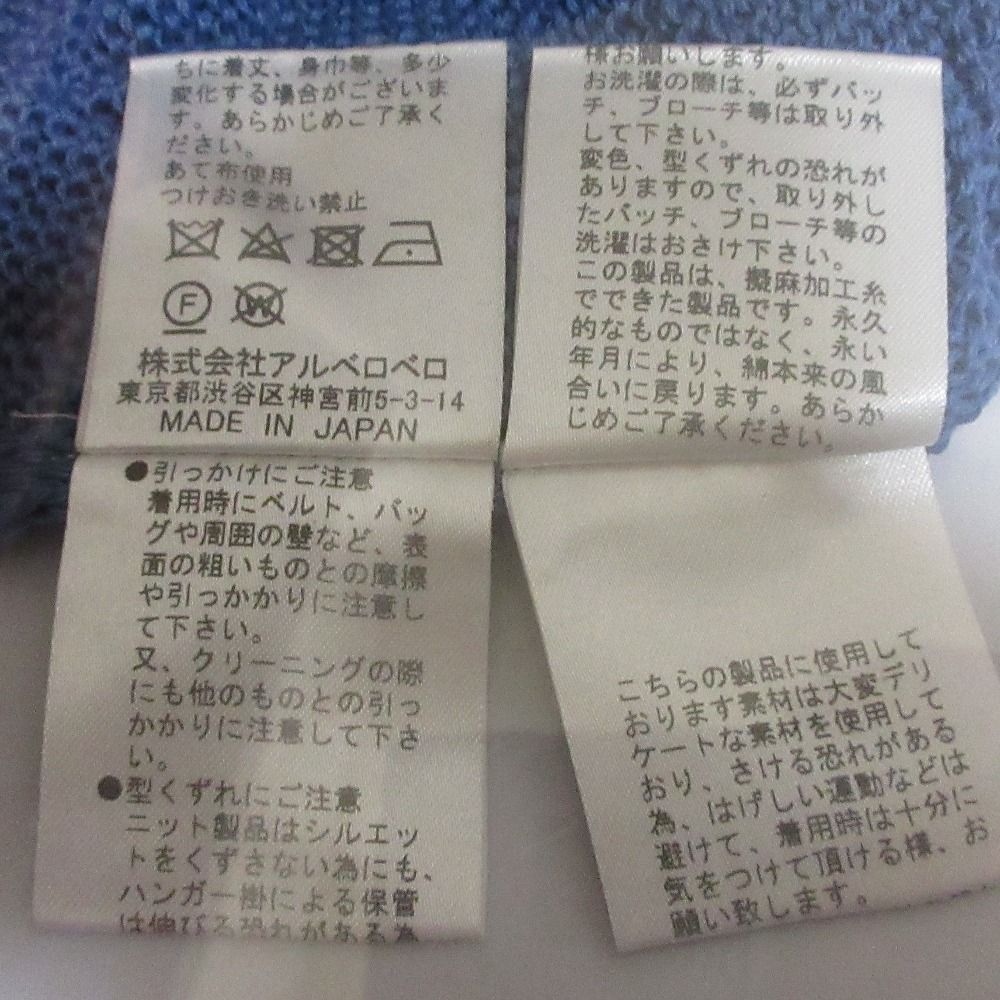 ちに着丈、身巾等、多少
変化する場合がございま
す。あらかじめご了承く
ださい。
あて布使用
つけおき洗い禁止
F W
株式会社アルベロベロ
東京都渋谷区神宮前5-3-14
MADE IN JAPAN
●引っかけにご注意
着用時にベルト、バッ
グや周囲の壁など、表
面の粗いものとの摩擦
や引っかかりに注意し
て下さい。
又、クリーニングの際
にも他のものとの引っ
かかりに注意して下さ
い。
●型くずれにご注意
ニット製品はシルエッ
トをくずさない為にも、
ハンガー掛による保管
は伸びる恐れがある為
様お願いします。
お洗濯の際は、必ずバッ
チ、ブローチ等は取り外
して下さい。
変色、型くずれの恐れが
ありますので、取り外し
たバッチ、ブローチ等の
洗濯はおさけ下さい。
この製品は、擬麻加工糸
でできた製品です。永久
的なものではなく、永い
年月により、綿本来の風
合いに戻ります。あらか
じめご了承ください。
こちらの製品に使用して
おります素材は大変デリ
ケートな素材を使用して
おり、さける恐れがある
為、はげしい運動などは
避けて、着用時は十分に
気をつけて頂ける様、お
願い致します。